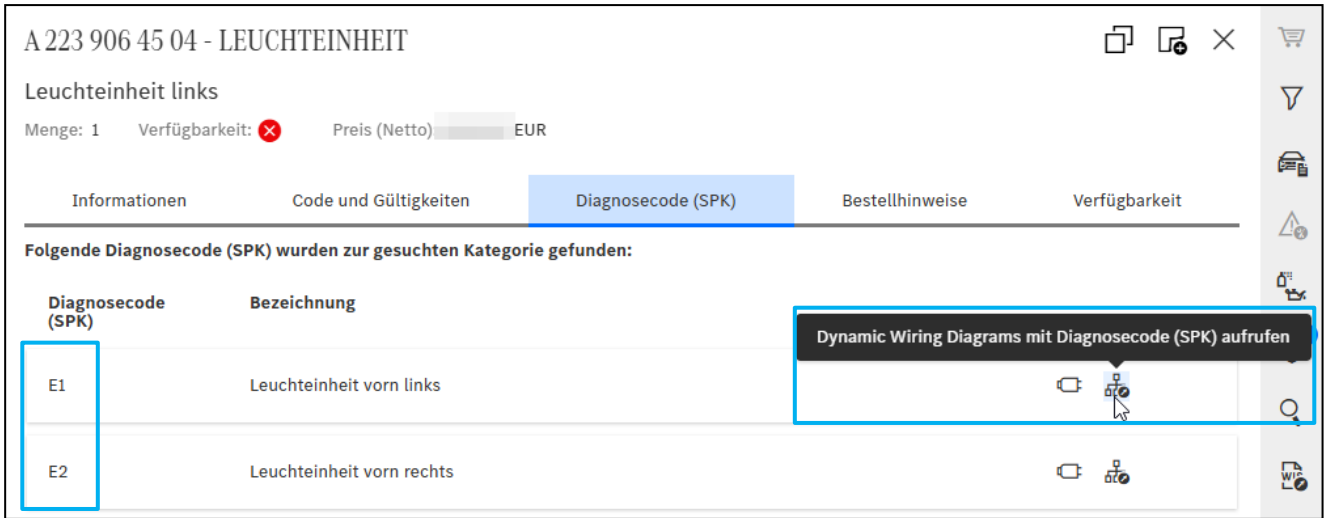 A 223 906 45 04 - LEUCHTEINHEIT
Leuchteinheit links
Menge: 1 Verfügbarkeit: Preis (Netto) EUR
Informationen Code und Gültigkeiten Diagnosecode (SPK) Bestellhinweise Verfügbarkeit
Folgende Diagnosecode (SPK) wurden zur gesuchten Kategorie gefunden:
Diagnosecode (SPK) Bezeichnung
Dynamic Wiring Diagrams mit Diagnosecode (SPK) aufrufen
E1 Leuchteinheit vorn links
E2 Leuchteinheit vorn rechts
WIS